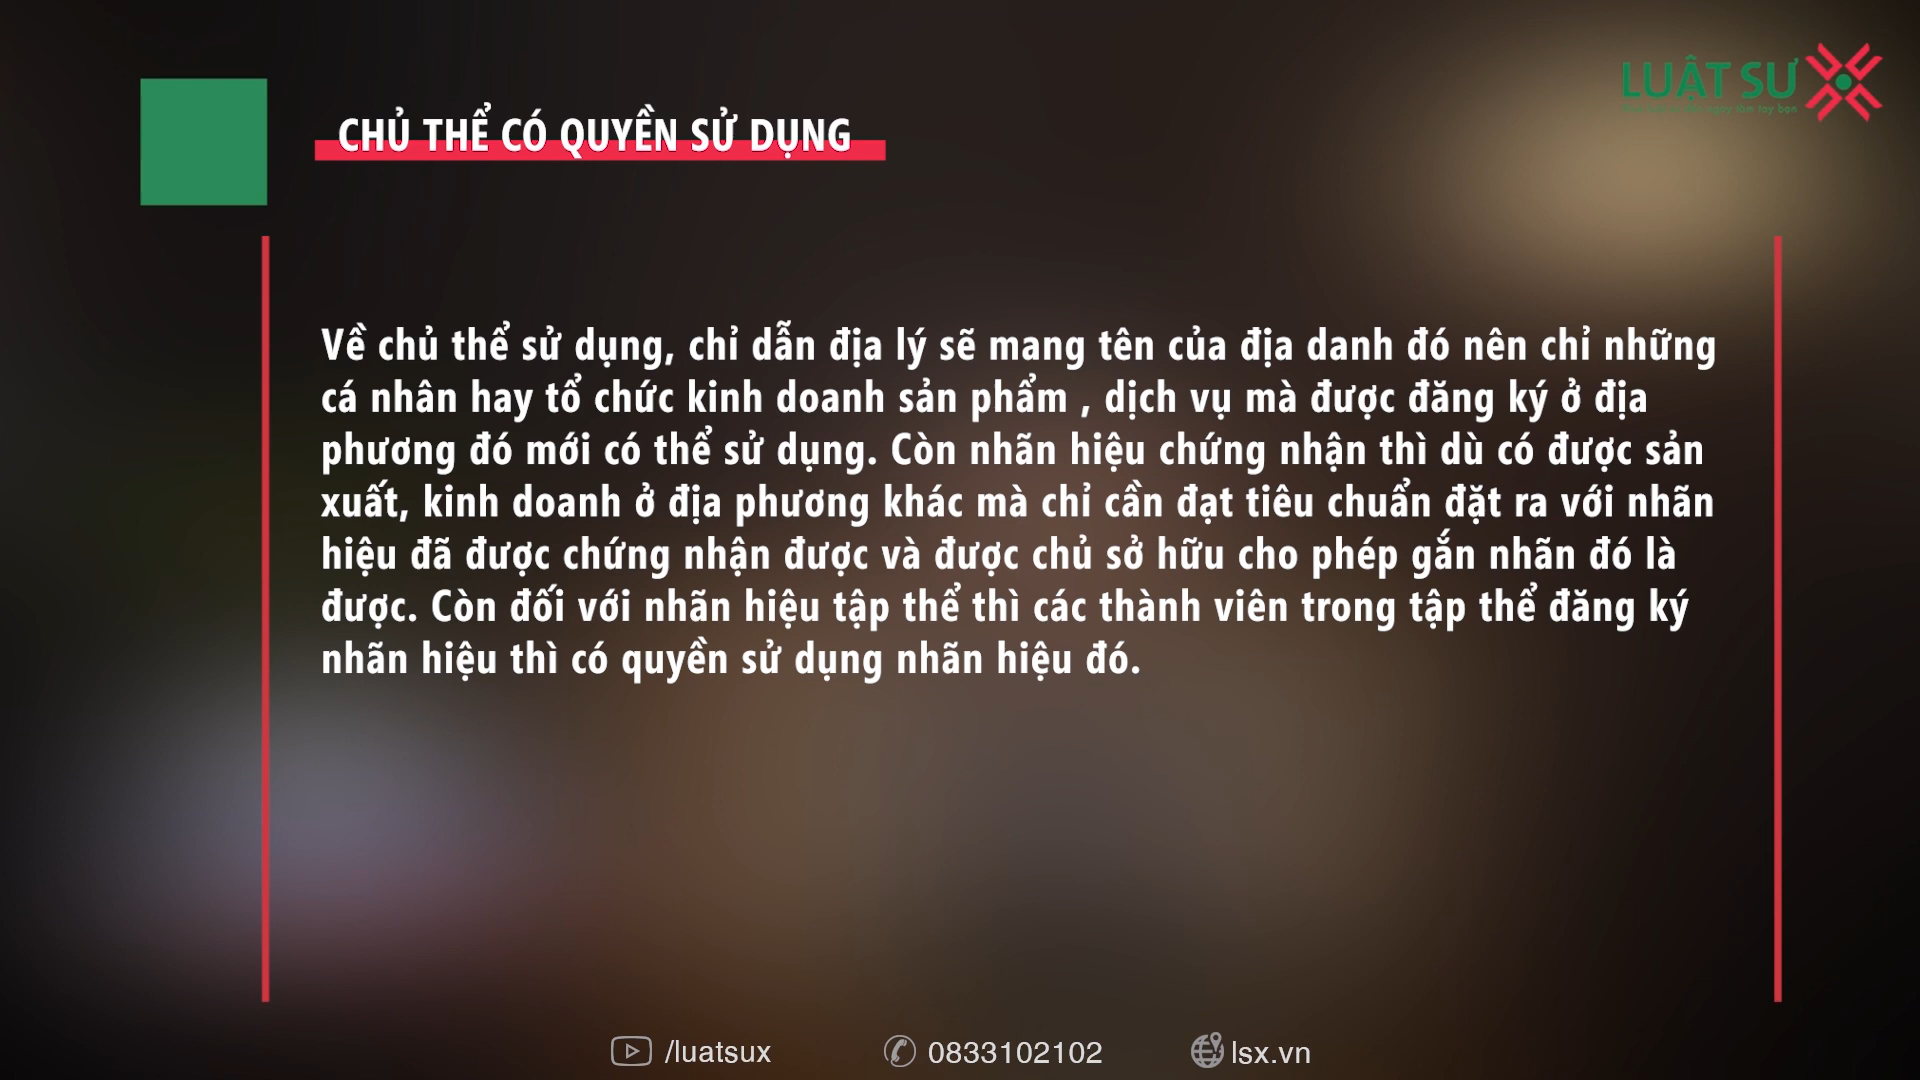 LUẬT SƯ
CHỦ THỂ CÓ QUYỀN SỬ DỤNG
Về chủ thể sử dụng, chỉ dẫn địa lý sẽ mang tên của địa danh đó nên chỉ những
cá nhân hay tổ chức kinh doanh sản phẩm , dịch vụ mà được đăng ký ở địa
phương đó mới có thể sử dụng. Còn nhãn hiệu chứng nhận thì dù có được sản
xuất, kinh doanh ở địa phương khác mà chỉ cần đạt tiêu chuẩn đặt ra với nhãn
hiệu đã được chứng nhận được và được chủ sở hữu cho phép gắn nhãn đó là
được. Còn đối với nhãn hiệu tập thể thì các thành viên trong tập thể đăng ký
nhãn hiệu thì có quyền sử dụng nhãn hiệu đó.
/luatsux
0833102102
lsx.vn